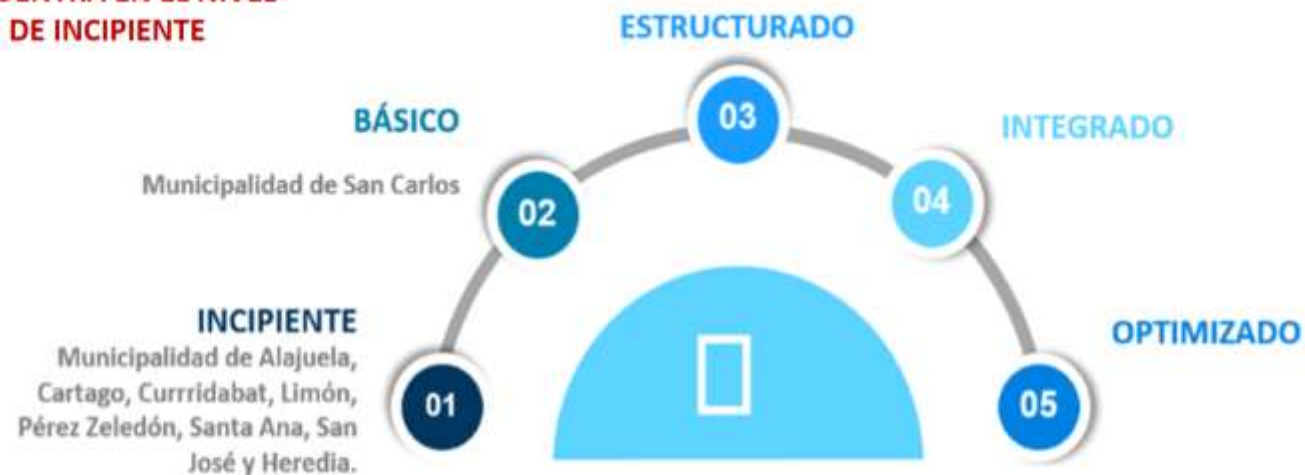 DE INCIPIENTE
ESTRUCTURADO
03
BÁSICO
INTEGRADO
Municipalidad de San Carlos
02
04
INCIPIENTE
Municipalidad de Alajuela,
Cartago, Currridabat, Limón,
Pérez Zeledón, Santa Ana, San
José y Heredia.
01
OPTIMIZADO
05